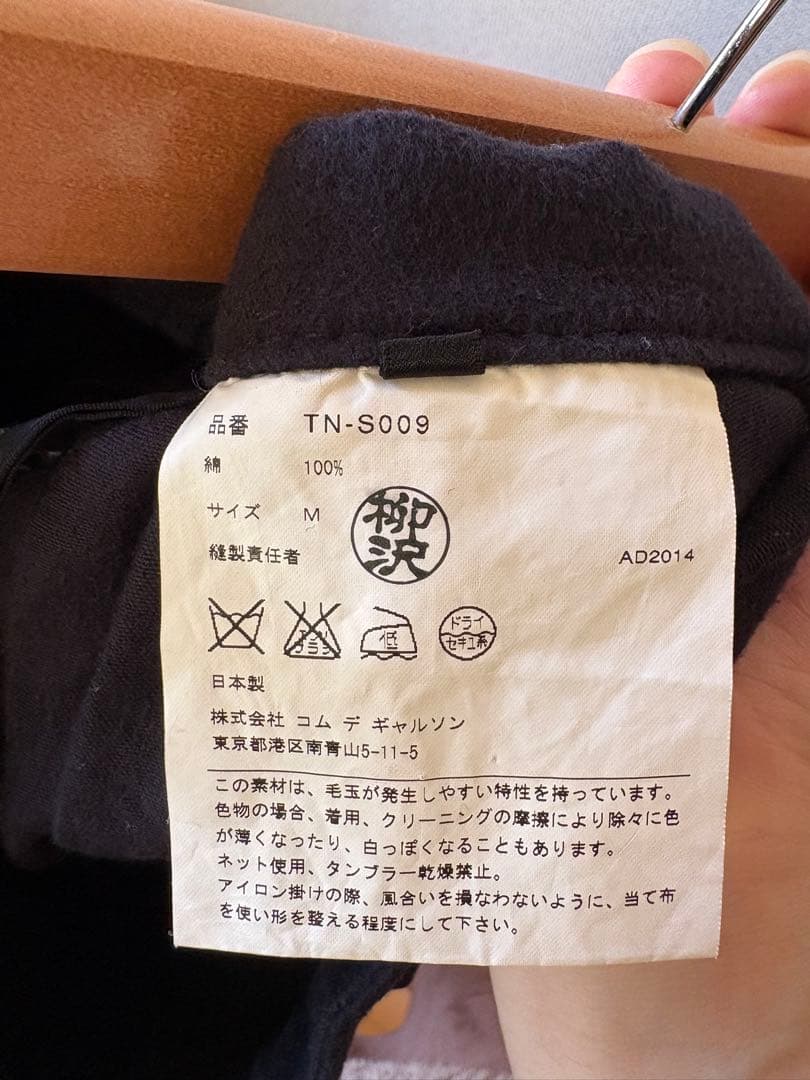 品番 TN-S009
綿 100%
サイズ M
柳沢
縫製責任者 AD2014
エンソ
ブラシ
低
ドライ
セキユ系
日本製
株式会社 コム デ ギャルソン
東京都港区南青山5-11-5
この素材は、毛玉が発生しやすい特性を持っています。
色物の場合、着用、クリーニングの摩擦により除々に色
が薄くなったり、白っぽくなることもあります。
ネット使用、タンブラー乾燥禁止。
アイロン掛けの際、風合いを損なわないように、当て布
を使い形を整える程度にして下さい。